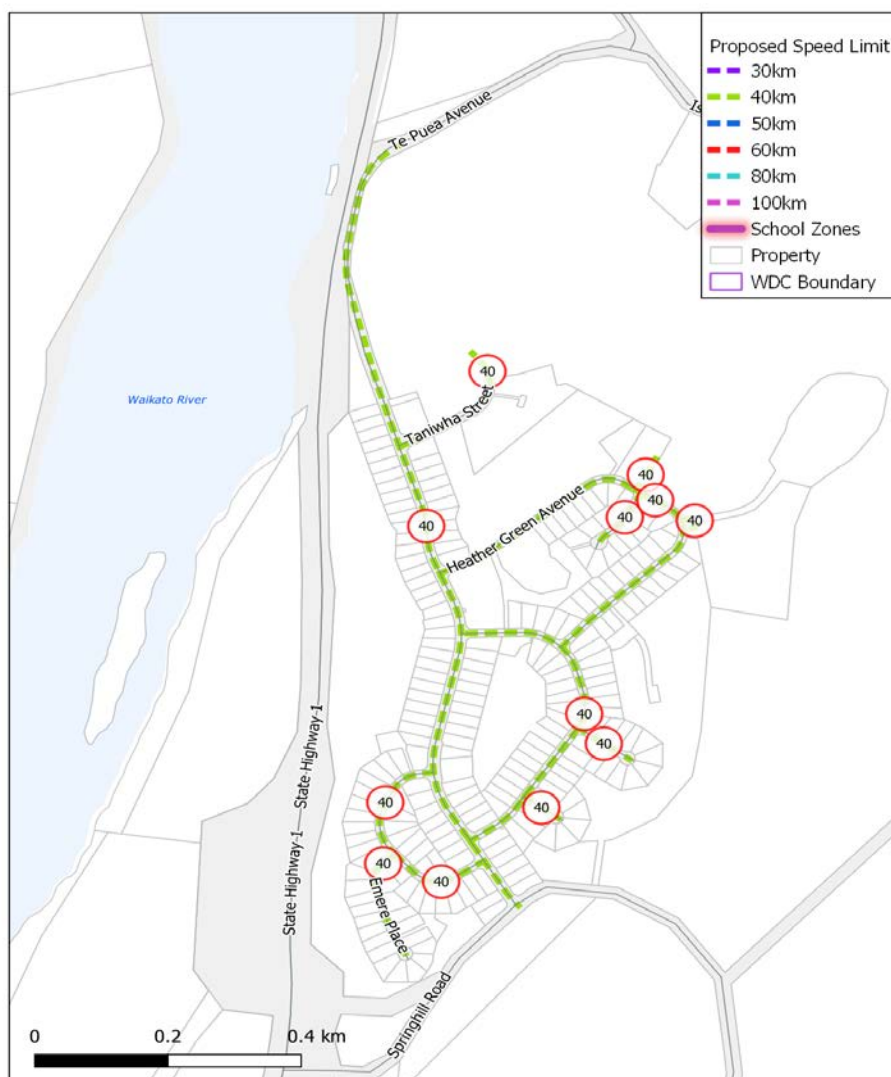 Proposed Speed Limit
30km
40km
50km
60km
80km
100km
School Zones
Property
WDC Boundary
Te Puea Avenue
Waikato River
40
Taniwha Street
40
40
40
40
40
Heather Green Avenue
State Highway 1
State Highway 1
40
40
40
40
40
40
Emere Place
Springhill Road
0
0.2
0.4 km